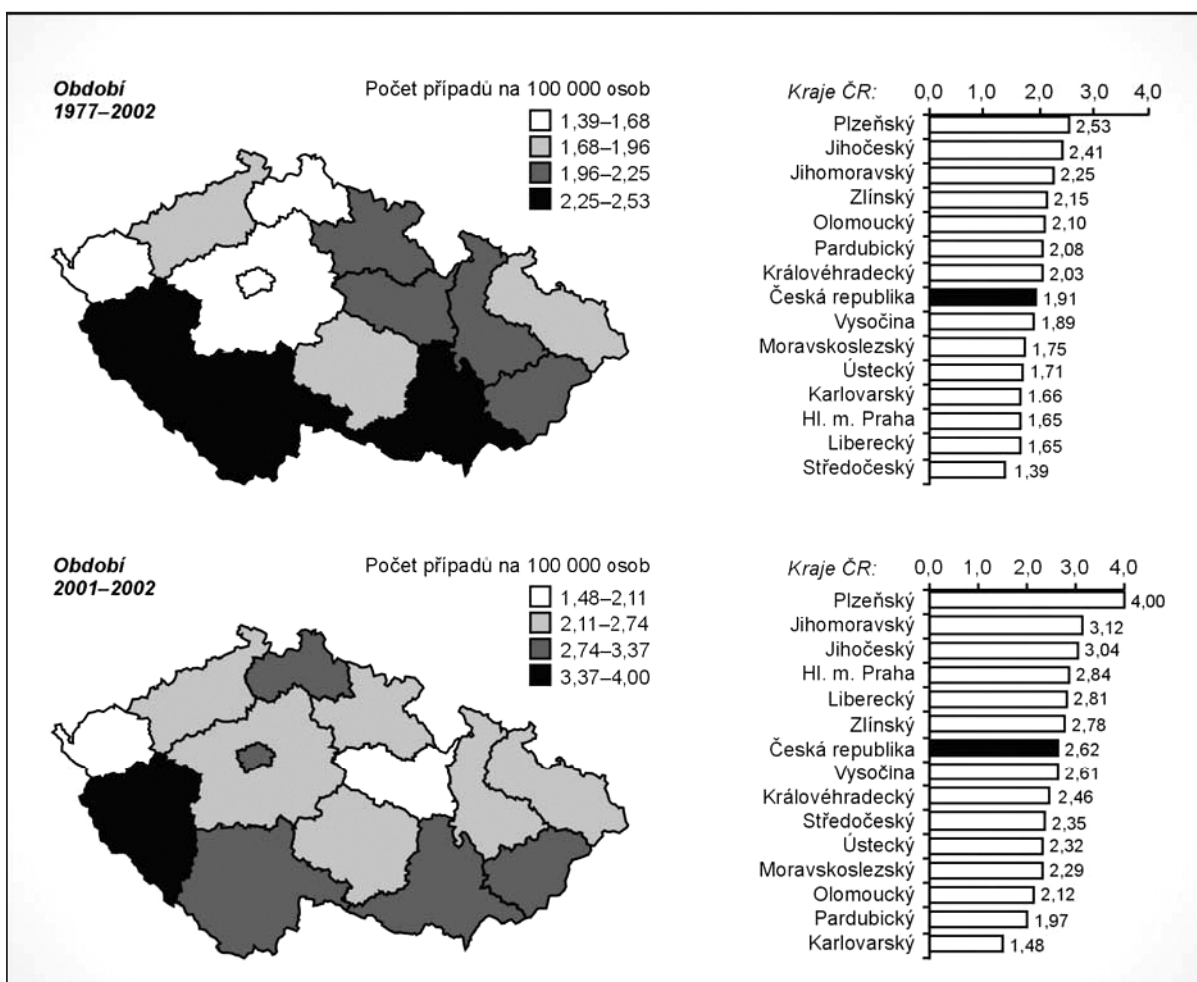 Období
1977–2002
Počet případů na 100 000 osob
1,39–1,68
1,68–1,96
1,96–2,25
2,25–2,53
Kraje ČR:
0,0 1,0 2,0 3,0 4,0
Plzeňský 2,53
Jihočeský 2,41
Jihomoravský 2,25
Zlínský 2,15
Olomoucký 2,10
Pardubický 2,08
Královéhradecký 2,03
Česká republika 1,91
Vysočina 1,89
Moravskoslezský 1,75
Ústecký 1,71
Karlovarský 1.66
Hl. m. Praha 1,65
Liberecký 1,65
Středočeský 1,39
Období
2001–2002
Počet případů na 100 000 osob
1,48–2,11
2,11–2,74
2,74–3,37
3,37–4,00
Kraje ČR:
0,0 1,0 2,0 3,0 4,0
Plzeňský 4,00
Jihomoravský 3,12
Jihočeský 3,04
Hl. m. Praha 2,84
Liberecký 2,81
Zlínský 2,78
Česká republika 2,62
Vysočina 2,61
Královéhradecký 2,46
Středočeský 2,35
Ústecký 2,32
Moravskoslezský 2,29
Olomoucký 2,12
Pardubický 1,97
Karlovarský 1,48